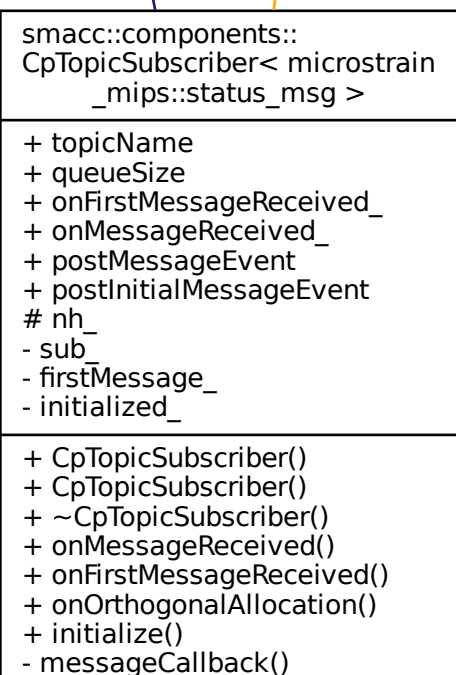 smacc::components::
CpTopicSubscriber< microstrain
_mips::status_msg >
+ topicName
+ queueSize
+ onFirstMessageReceived_
+ onMessageReceived_
+ postMessageEvent
+ postInitialMessageEvent
# nh_
- sub_
- firstMessage_
- initialized_
+ CpTopicSubscriber()
+ CpTopicSubscriber()
+ ~CpTopicSubscriber()
+ onMessageReceived()
+ onFirstMessageReceived()
+ onOrthogonalAllocation()
+ initialize()
- messageCallback()